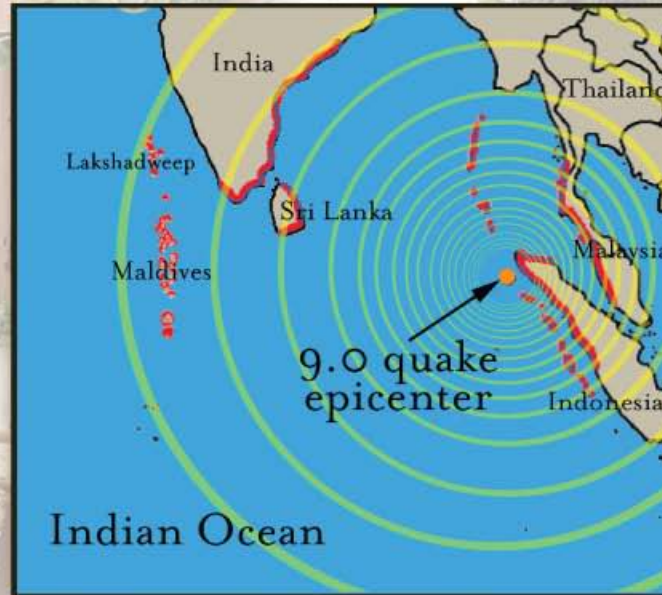 India
Thailand
Lakshadweep
Sri Lanka
Malaysia
Maldives
9.0 quake
epicenter
Indonesia
Indian Ocean